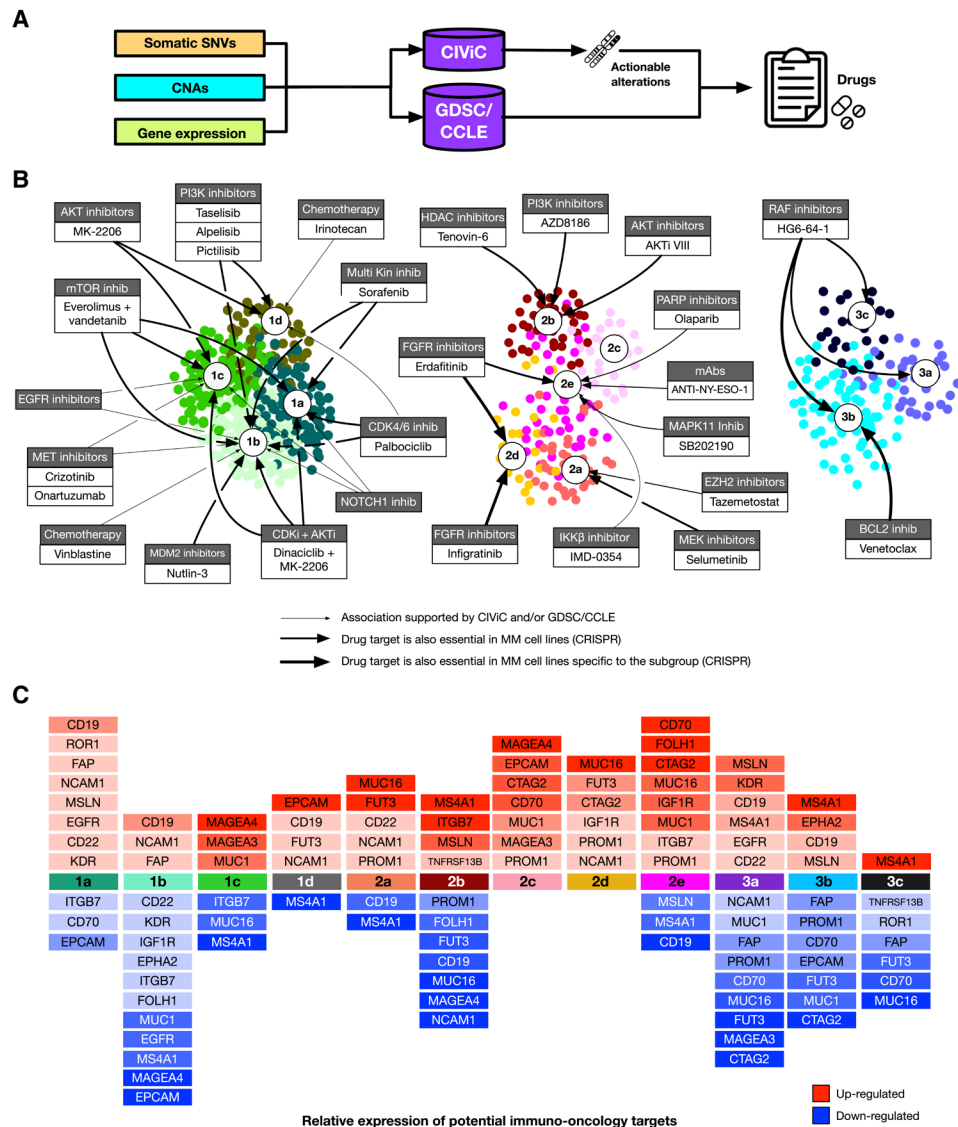 A
Somatic SNVs
CNAs
Gene expression
CIViC
GDSC/
CCLE
Actionable
alterations
Drugs
B
PI3K inhibitors
Taselisib
Alpelisib
Pictilisib
AKT inhibitors
MK-2206
Chemotherapy
Irinotecan
mTOR inhib
Everolimus +
vandetanib
Multi Kin inhib
Sorafenib
1d
1c
1a
1b
EGFR inhibitors
MET inhibitors
Crizotinib
Onartuzumab
CDK4/6 inhib
Palbociclib
NOTCH1 inhib
Chemotherapy
Vinblastine
MDM2 inhibitors
Nutlin-3
CDKi + AKTi
Dinaciclib +
MK-2206
HDAC inhibitors
Tenovin-6
PI3K inhibitors
AZD8186
AKT inhibitors
AKTi VIII
PARP inhibitors
Olaparib
FGFR inhibitors
Erdafitinib
mAbs
ANTI-NY-ESO-1
MAPK11 Inhib
SB202190
EZH2 inhibitors
Tazemetostat
2b
2c
2e
2d
2a
FGFR inhibitors
Infigratinib
IKKβ inhibitor
IMD-0354
MEK inhibitors
Selumetinib
RAF inhibitors
HG6-64-1
3c
3a
3b
BCL2 inhib
Venetoclax
Association supported by CIViC and/or GDSC/CCLE
Drug target is also essential in MM cell lines (CRISPR)
Drug target is also essential in MM cell lines specific to the subgroup (CRISPR)
C
CD19
ROR1
FAP
NCAM1
MSLN
EGFR
CD22
KDR
1a
ITGB7
CD70
EPCAM
CD19
NCAM1
FAP
1b
CD22
KDR
IGF1R
EPHA2
ITGB7
FOLH1
MUC1
EGFR
MS4A1
MAGEA4
EPCAM
MAGEA4
MAGEA3
MUC1
1c
ITGB7
MUC16
MS4A1
EPCAM
CD19
FUT3
NCAM1
1d
MS4A1
MUC16
FUT3
CD22
NCAM1
PROM1
2a
CD19
MS4A1
MS4A1
ITGB7
MSLN
TNFRSF13B
2b
PROM1
FOLH1
FUT3
CD19
MUC16
MAGEA4
NCAM1
MAGEA4
EPCAM
CTAG2
CD70
MUC1
MAGEA3
PROM1
2c
MUC16
FUT3
CTAG2
IGF1R
PROM1
NCAM1
2d
CD70
FOLH1
CTAG2
MUC16
IGF1R
MUC1
ITGB7
PROM1
2e
MSLN
MS4A1
CD19
MSLN
KDR
CD19
MS4A1
EGFR
CD22
3a
NCAM1
MUC1
FAP
PROM1
CD70
MUC16
FUT3
MAGEA3
CTAG2
MS4A1
EPHA2
CD19
MSLN
3b
FAP
PROM1
CD70
EPCAM
FUT3
MUC1
CTAG2
MS4A1
3c
TNFRSF13B
ROR1
FAP
FUT3
CD70
MUC16
Up-regulated
Down-regulated
Relative expression of potential immuno-oncology targets